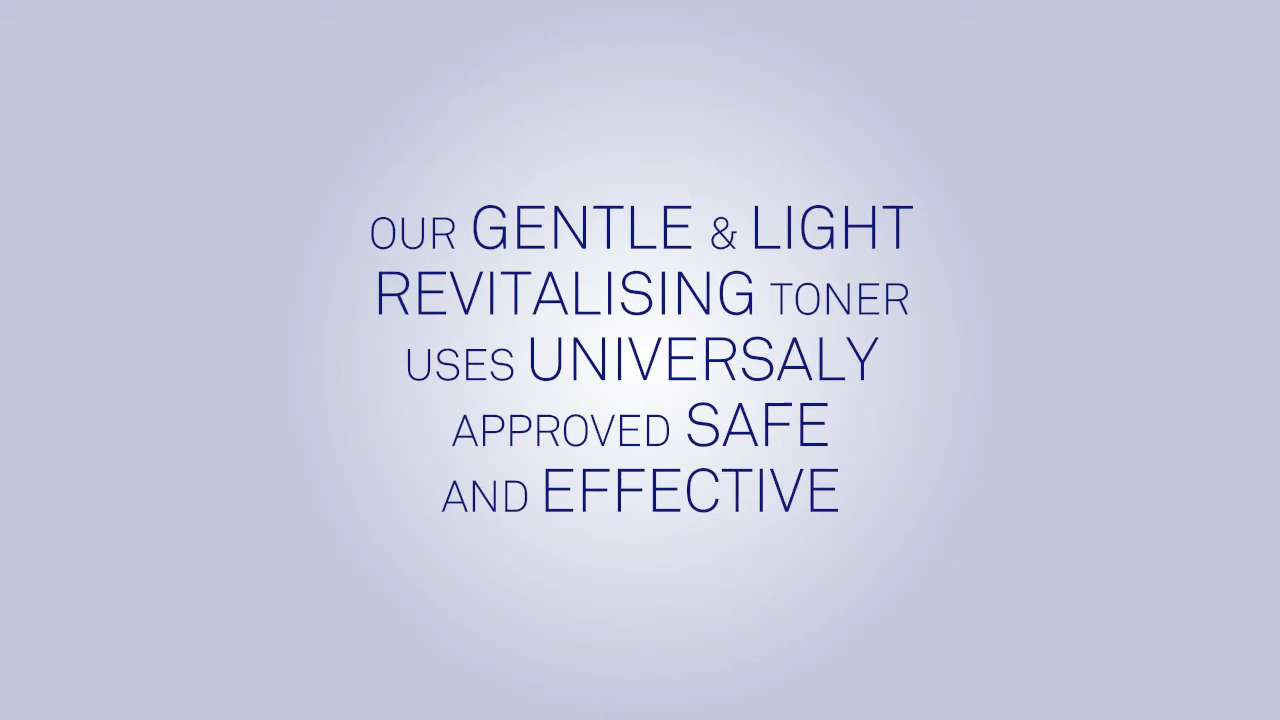 OUR GENTLE & LIGHT
REVITALISING TONER
USES UNIVERSALY
APPROVED SAFE
AND EFFECTIVE